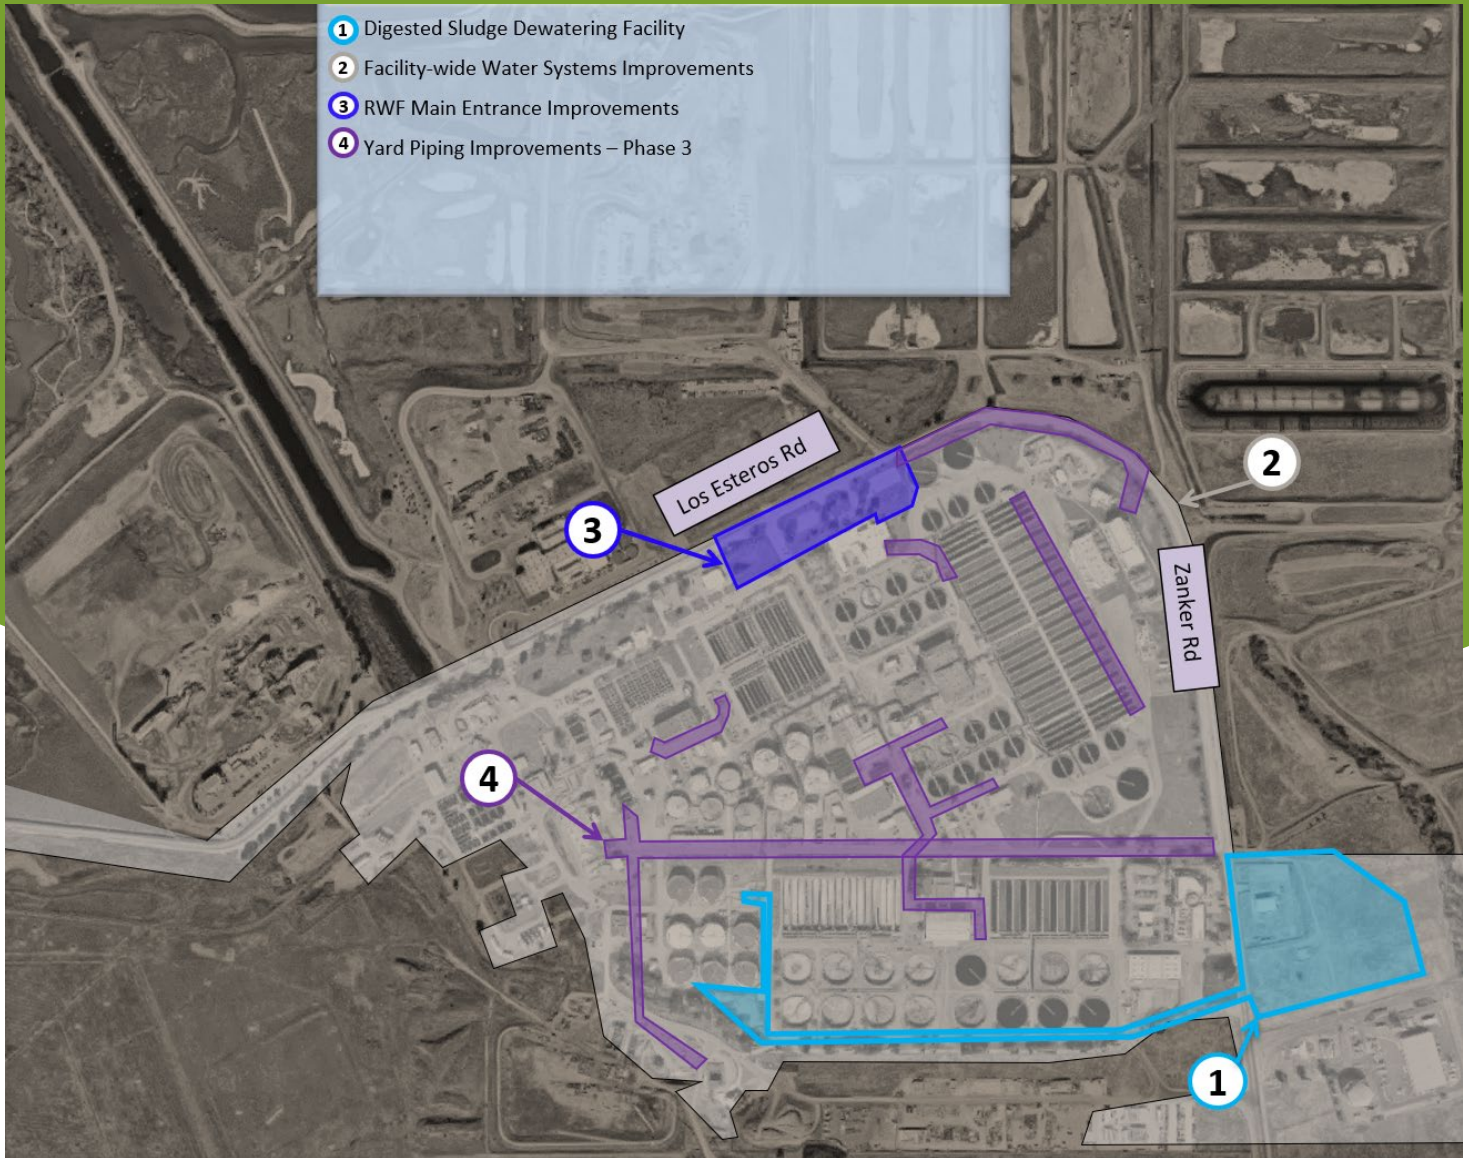 1 Digested Sludge Dewatering Facility
2 Facility-wide Water Systems Improvements
3 RWF Main Entrance Improvements
4 Yard Piping Improvements – Phase 3
Los Esteros Rd
2
3
Zanker Rd
4
1